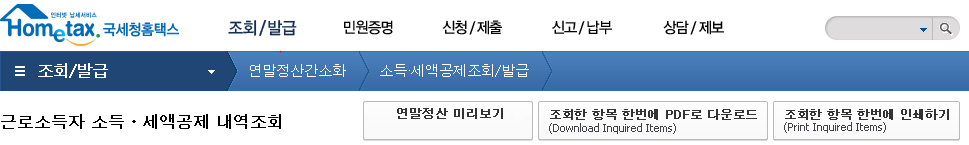 인터넷 납세서비스
Hometax. 국세청홈택스
조회/발급 민원증명 신청/제출 신고/납부 상담/제보
조회/발급 연말정산간소화 소득·세액공제조회/발급
근로소득자 소득·세액공제 내역조회
연말정산 미리보기
조회한 항목 한번에 PDF로 다운로드
(Download Inquired Items)
조회한 항목 한번에 인쇄하기
(Print Inquired Items)